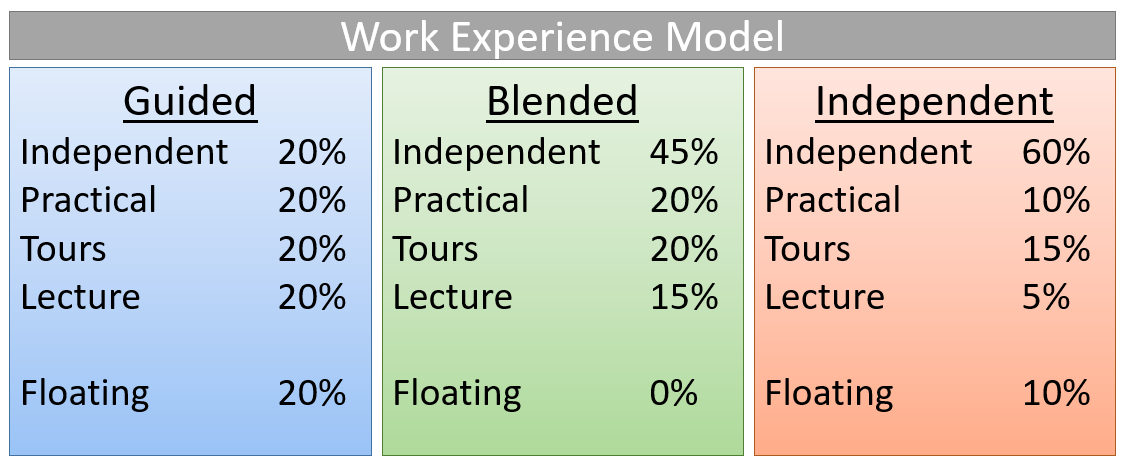 Work Experience Model
Guided
Independent 20%
Practical 20%
Tours 20%
Lecture 20%
Floating 20%
Blended
Independent 45%
Practical 20%
Tours 20%
Lecture 15%
Floating 0%
Independent
Independent 60%
Practical 10%
Tours 15%
Lecture 5%
Floating 10%